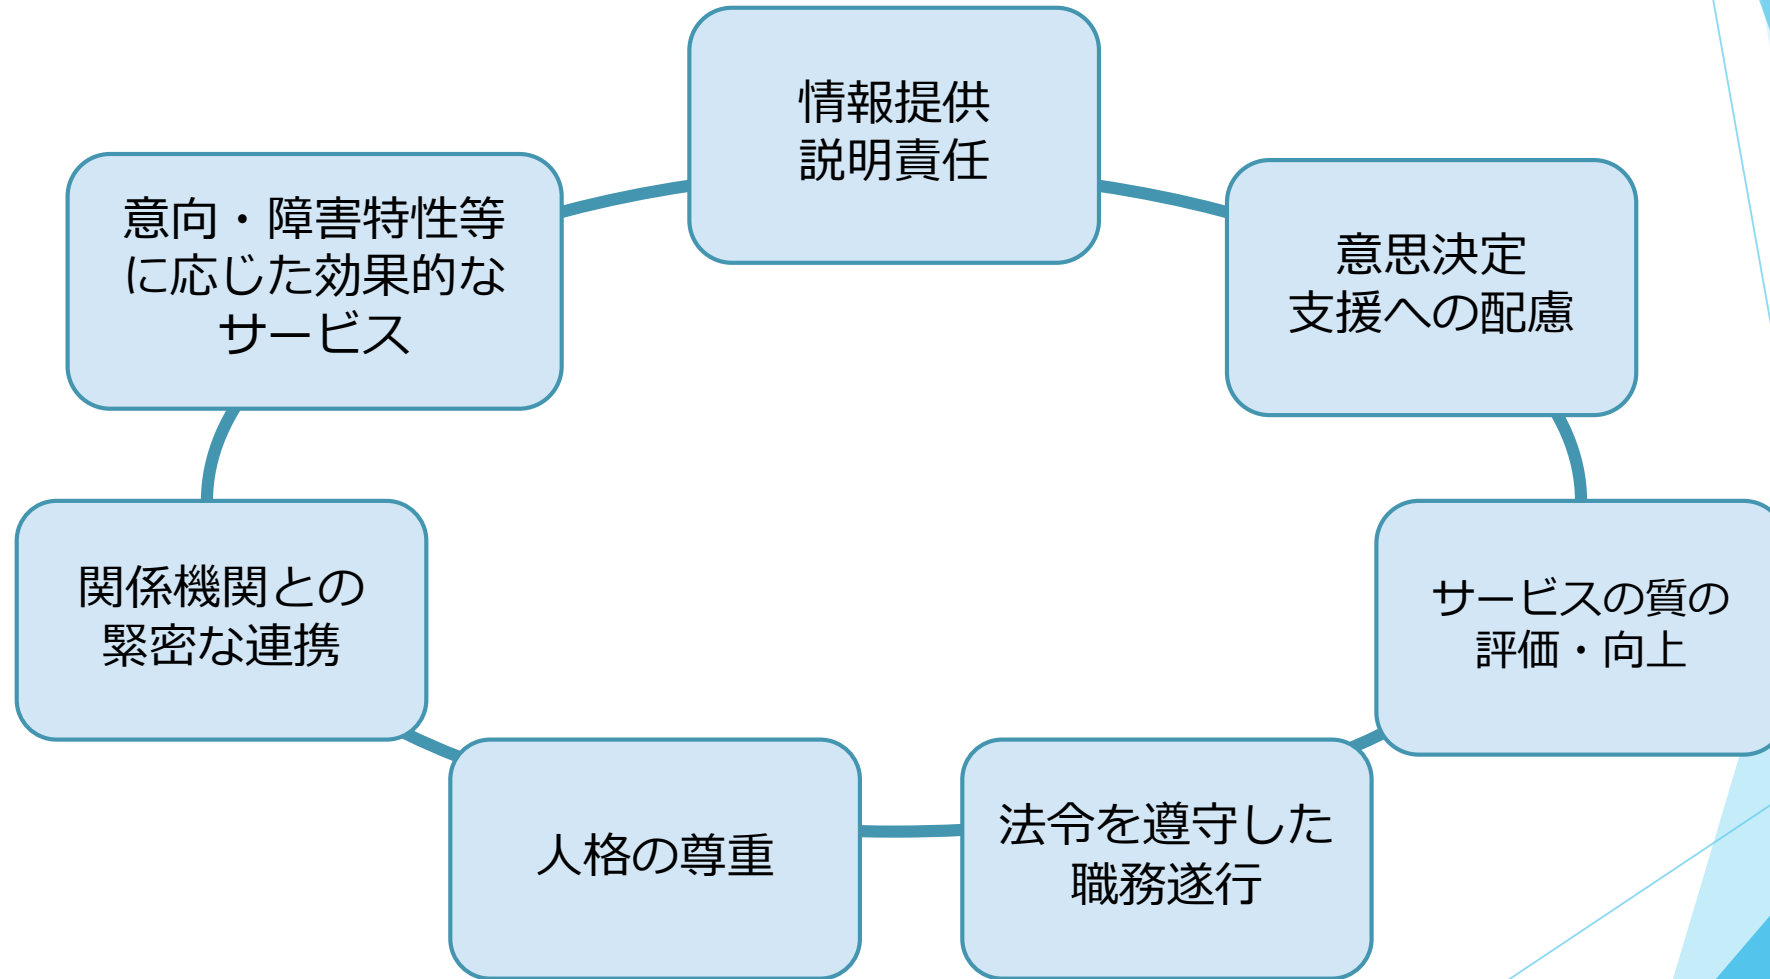 情報提供
説明責任
意思決定
支援への配慮
サービスの質の
評価・向上
法令を遵守した
職務遂行
人格の尊重
関係機関との
緊密な連携
意向・障害特性等
に応じた効果的な
サービス